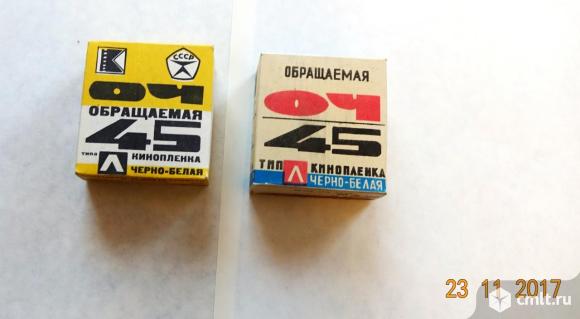 СССР
ОЧ
ОБРАЩАЕМАЯ
45
типа Л КИНОПЛЕНКА
ЧЕРНО-БЕЛАЯ
ОБРАЩАЕМАЯ
ОЧ
45
ТИП Л КИНОПЛЕНКА
ЧЕРНО-БЕЛАЯ
23 11 2017
cmlt.ru